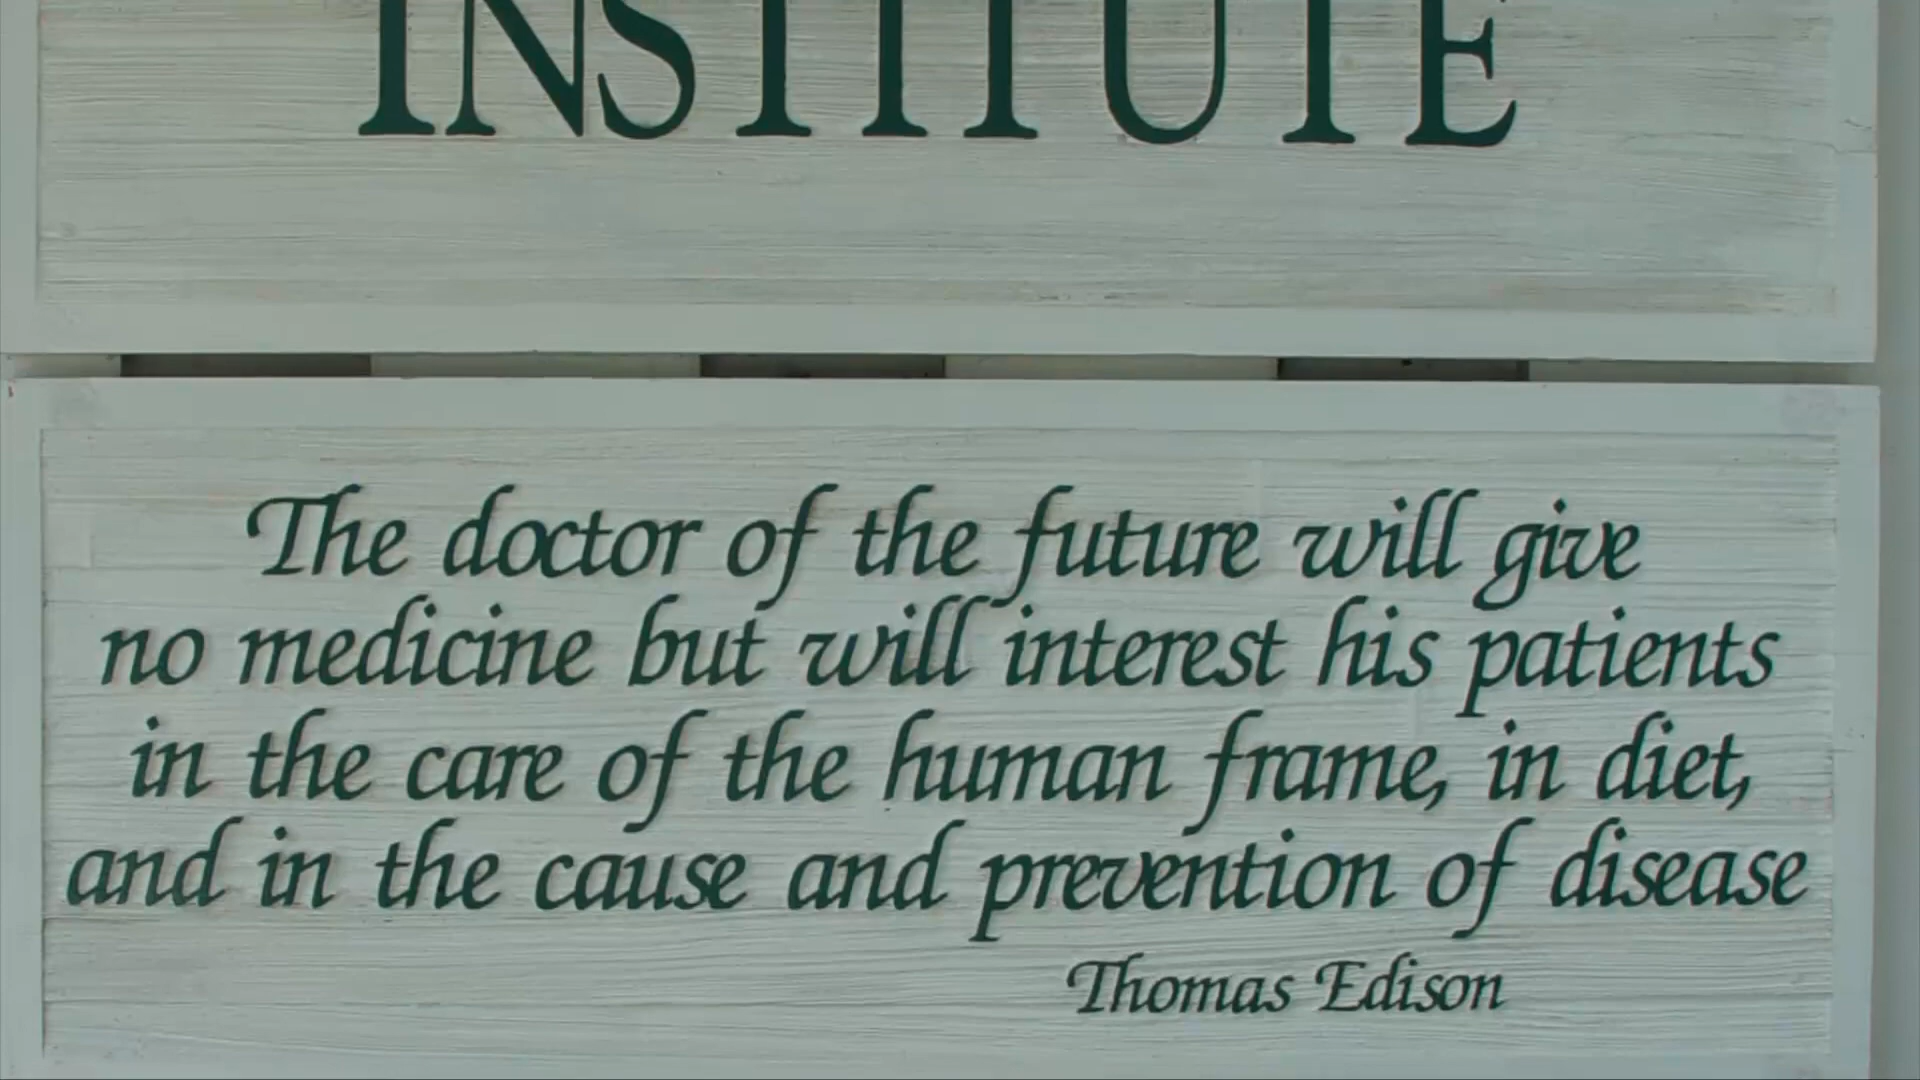 INSTITUTE
The doctor of the future will give
no medicine but will interest his patients
in the care of the human frame, in diet,
and in the cause and prevention of disease
Thomas Edison